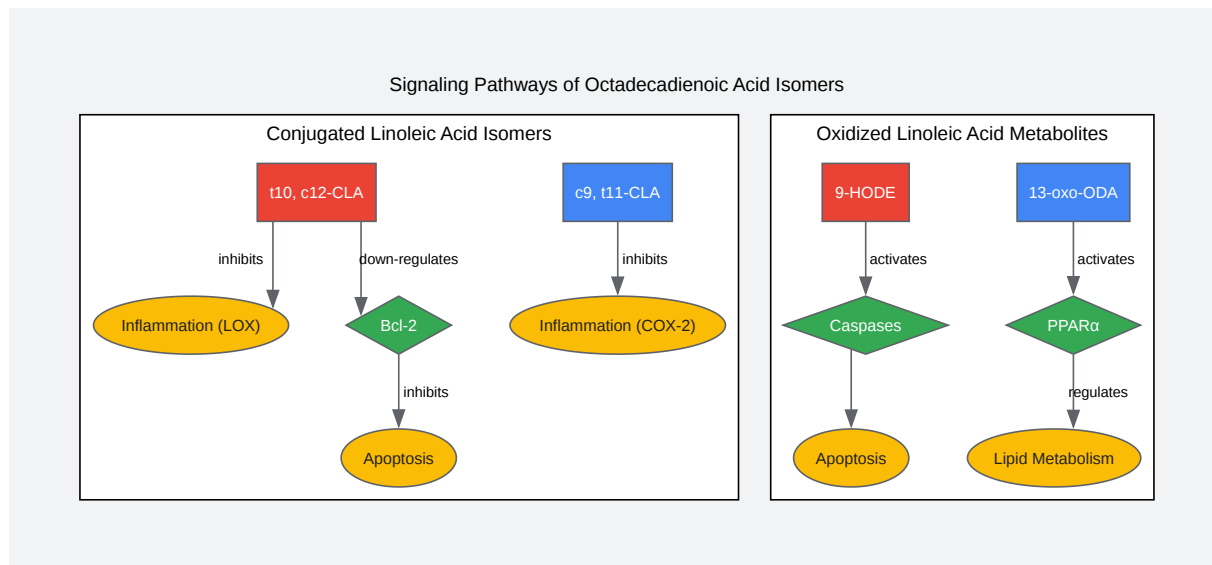 Signaling Pathways of Octadecadienoic Acid Isomers
Conjugated Linoleic Acid Isomers
t10, c12-CLA
c9, t11-CLA
inhibits
down-regulates
inhibits
Inflammation (LOX)
Bcl-2
Inflammation (COX-2)
inhibits
Apoptosis
Oxidized Linoleic Acid Metabolites
9-HODE
13-oxo-ODA
activates
activates
Caspases
PPARα
regulates
Apoptosis
Lipid Metabolism